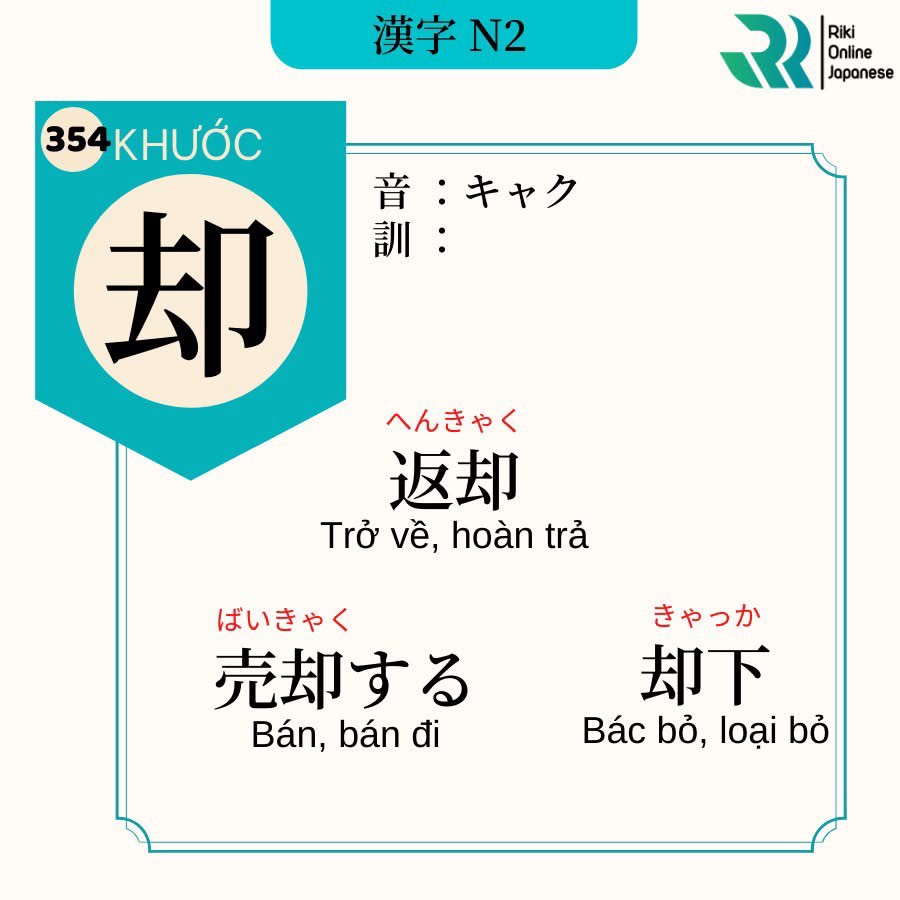 漢字 N2
Riki
Online
Japanese
354 KHƯỚC
却
音 ：キャク
訓 ：
へんきゃく
返却
Trở về, hoàn trả
ばいきゃく
売却する
Bán, bán đi
きゃっか
却下
Bác bỏ, loại bỏ